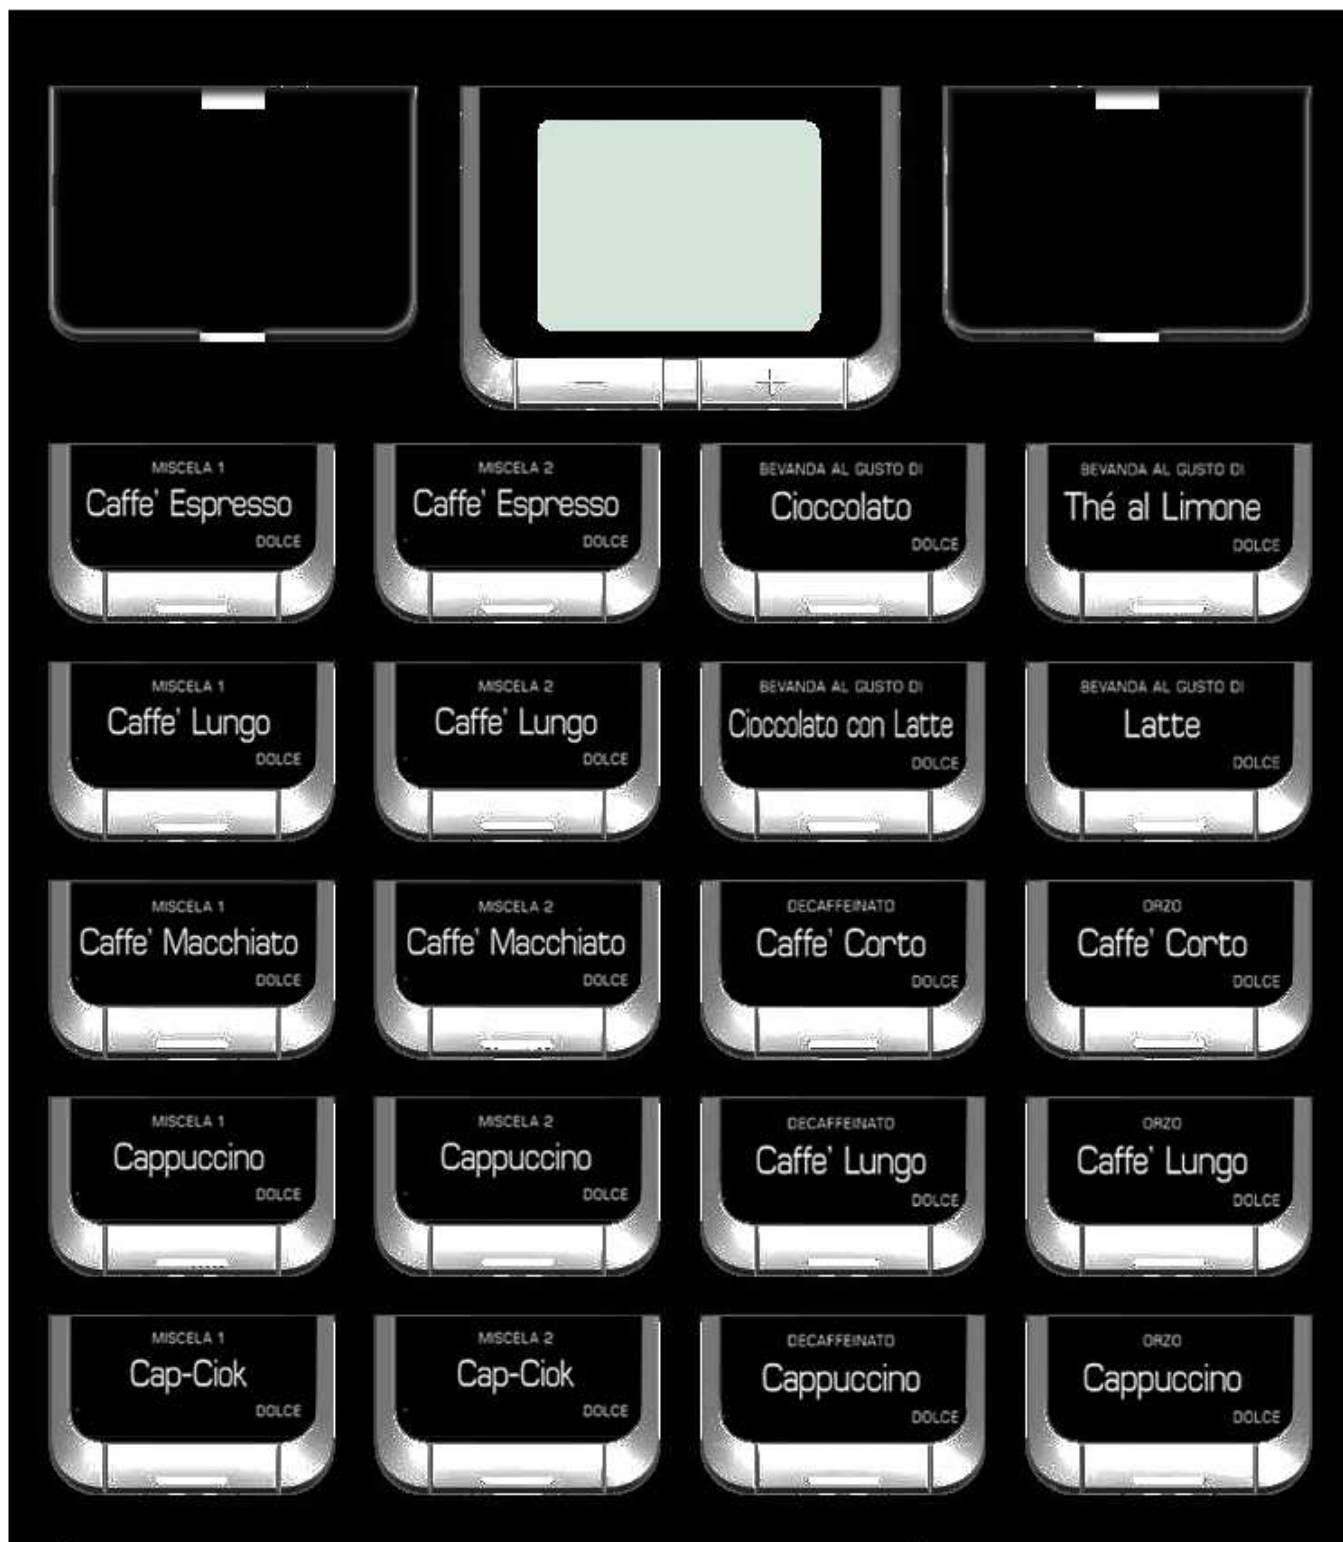 − +
MISCELA 1
Caffe' Espresso
DOLCE
MISCELA 2
Caffe' Espresso
DOLCE
BEVANDA AL GUSTO DI
Cioccolato
DOLCE
BEVANDA AL GUSTO DI
Thé al Limone
DOLCE
MISCELA 1
Caffe' Lungo
DOLCE
MISCELA 2
Caffe' Lungo
DOLCE
BEVANDA AL GUSTO DI
Cioccolato con Latte
DOLCE
BEVANDA AL GUSTO DI
Latte
DOLCE
MISCELA 1
Caffe' Macchiato
DOLCE
MISCELA 2
Caffe' Macchiato
DOLCE
DECAFFEINATO
Caffe' Corto
DOLCE
ORZO
Caffe' Corto
DOLCE
MISCELA 1
Cappuccino
DOLCE
MISCELA 2
Cappuccino
DOLCE
DECAFFEINATO
Caffe' Lungo
DOLCE
ORZO
Caffe' Lungo
DOLCE
MISCELA 1
Cap-Ciok
DOLCE
MISCELA 2
Cap-Ciok
DOLCE
DECAFFEINATO
Cappuccino
DOLCE
ORZO
Cappuccino
DOLCE